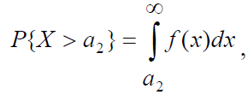 P{X > a₂} = ∫_{a₂}^{∞} f(x)dx ,